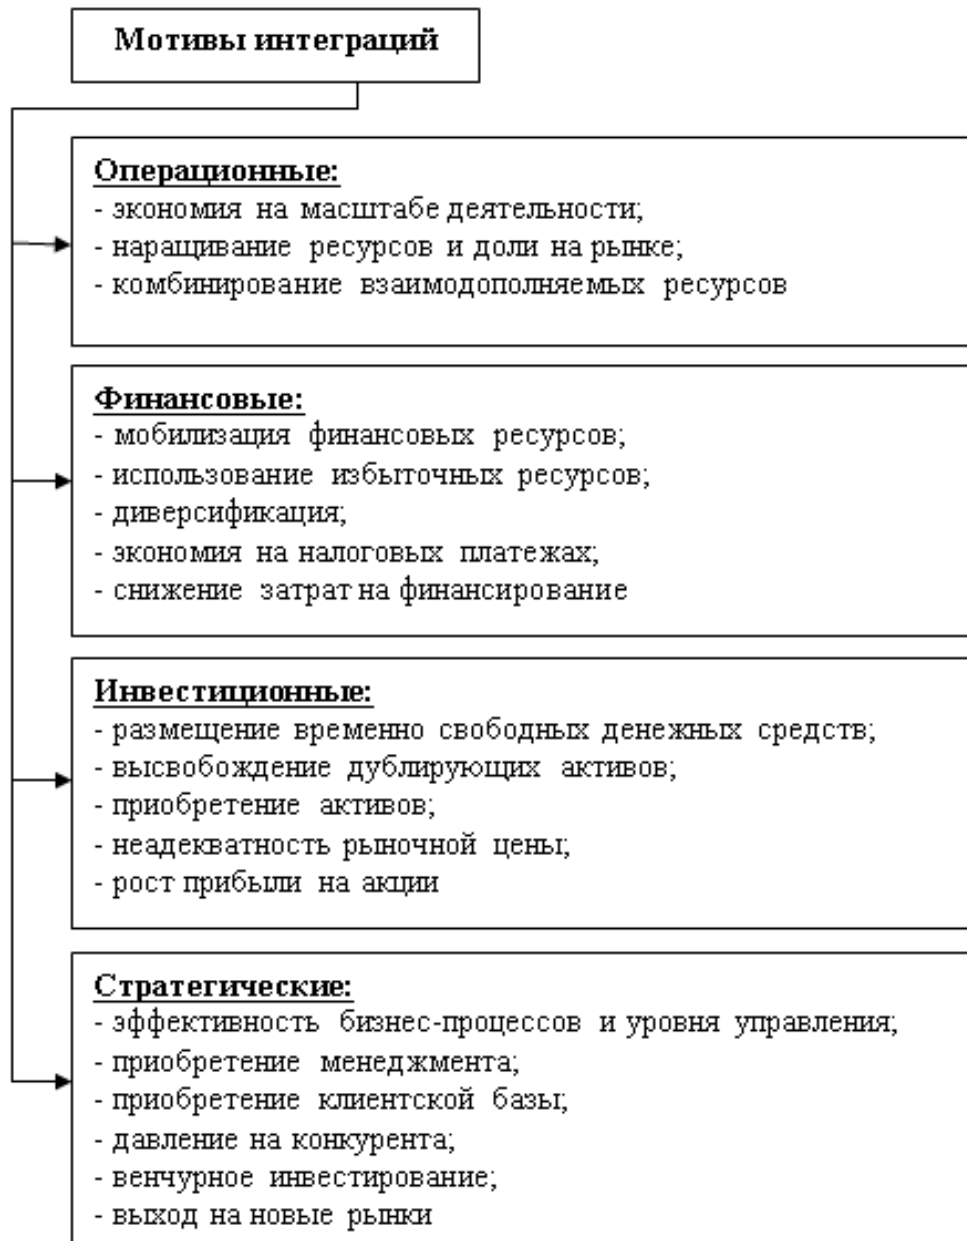 Мотивы интеграций
Операционные:
- экономия на масштабе деятельности;
- наращивание ресурсов и доли на рынке;
- комбинирование взаимодополняемых ресурсов
Финансовые:
- мобилизация финансовых ресурсов;
- использование избыточных ресурсов;
- диверсификация;
- экономия на налоговых платежах;
- снижение затрат на финансирование
Инвестиционные:
- размещение временно свободных денежных средств;
- высвобождение дублирующих активов;
- приобретение активов;
- неадекватность рыночной цены;
- рост прибыли на акции
Стратегические:
- эффективность бизнес-процессов и уровня управления;
- приобретение менеджмента;
- приобретение клиентской базы;
- давление на конкурента;
- венчурное инвестирование;
- выход на новые рынки